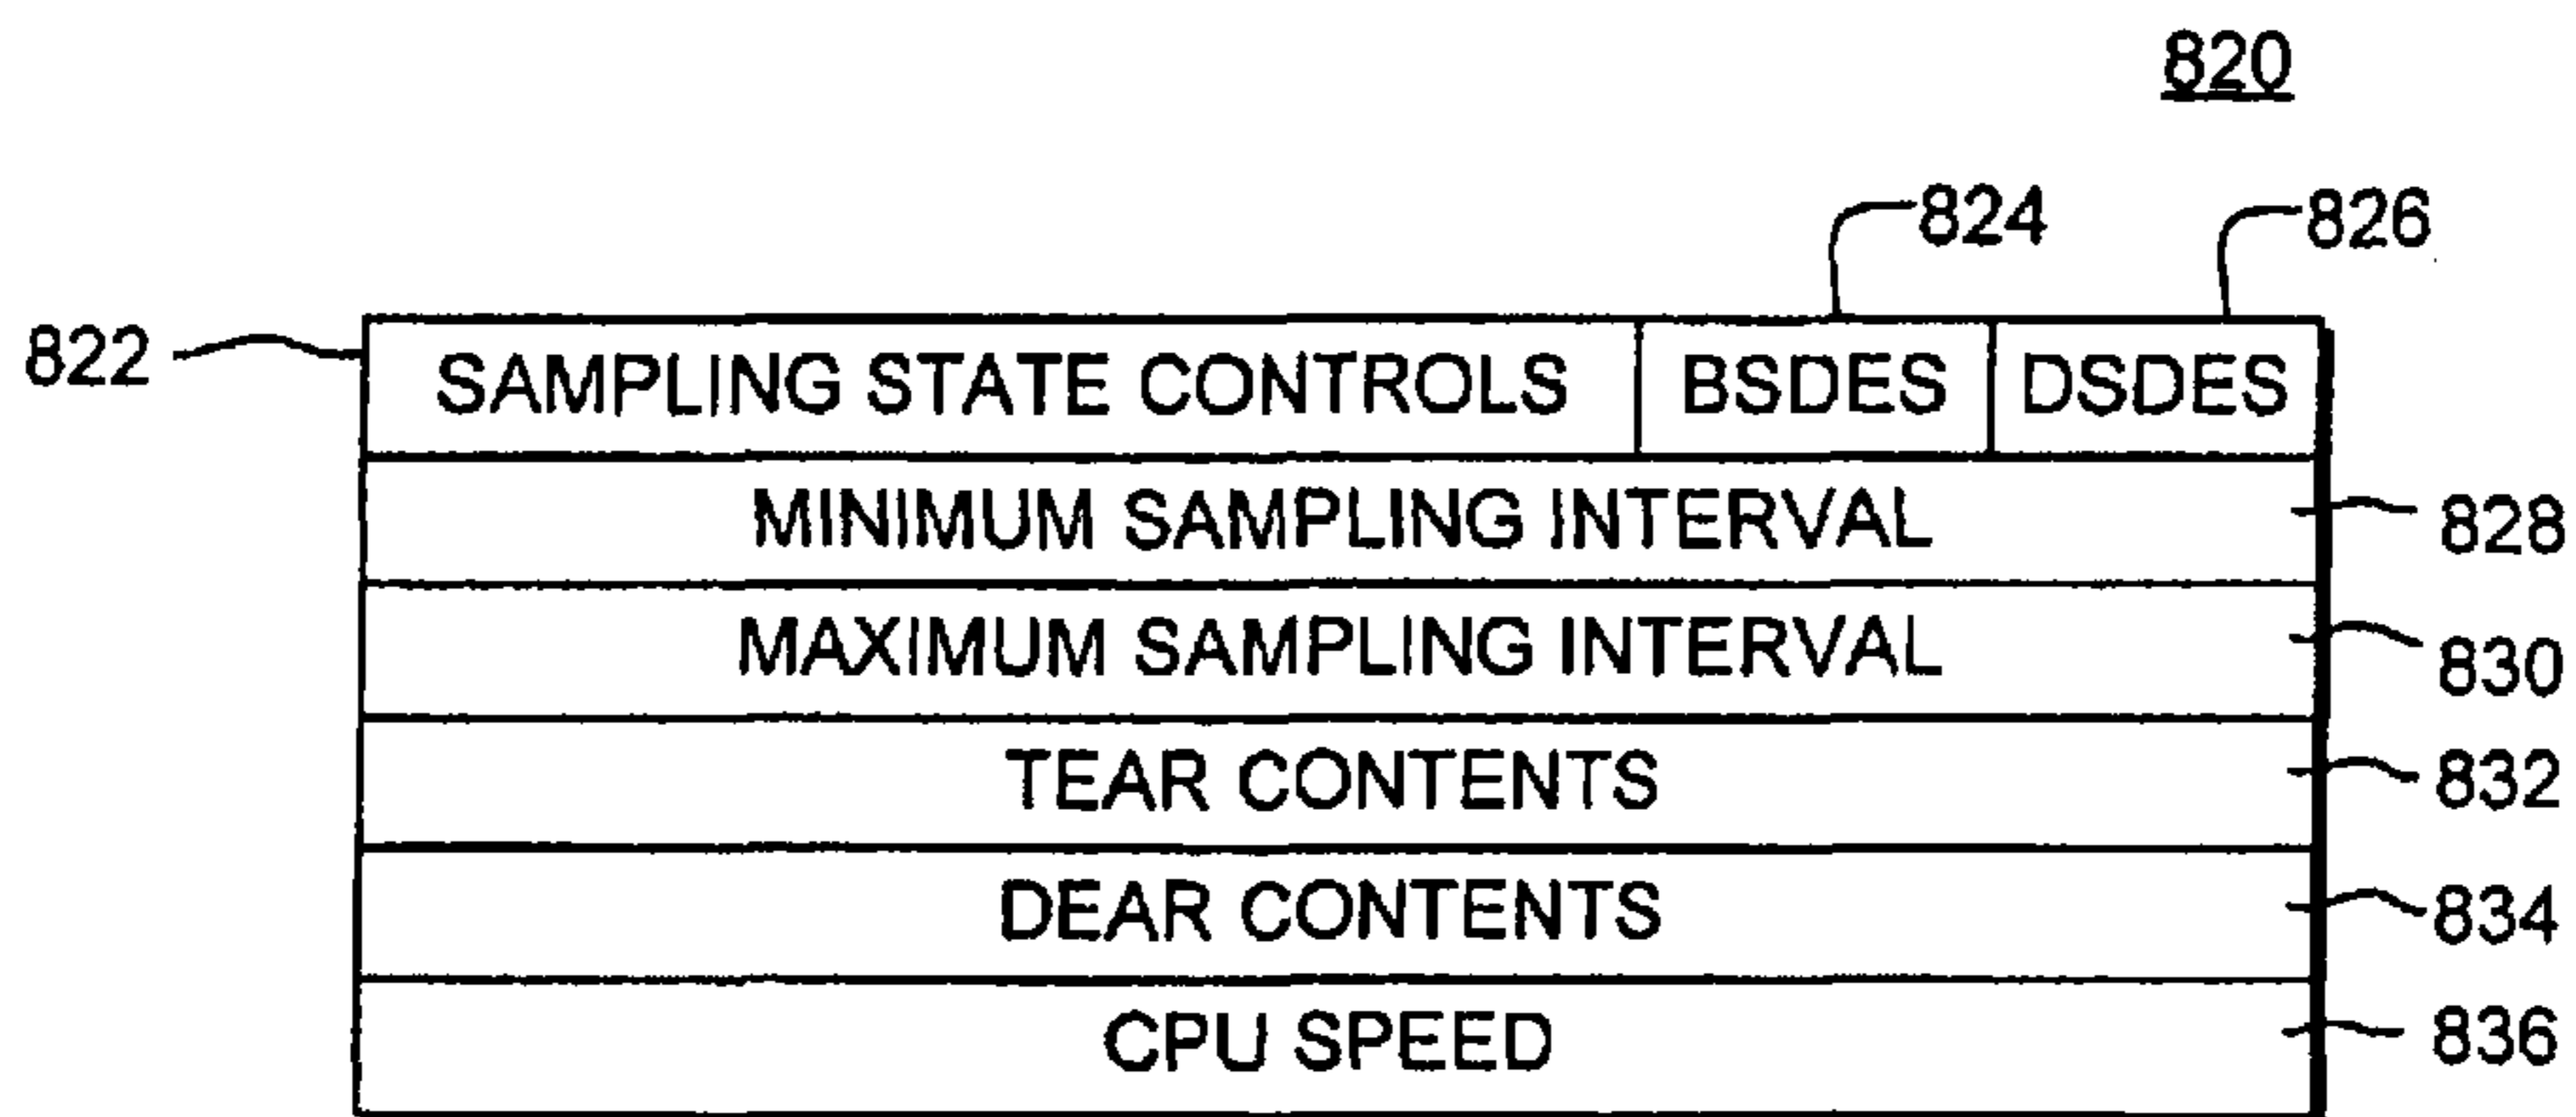 820
824
826
822
SAMPLING STATE CONTROLS BSDES DSDES
MINIMUM SAMPLING INTERVAL 828
MAXIMUM SAMPLING INTERVAL 830
TEAR CONTENTS 832
DEAR CONTENTS 834
CPU SPEED 836